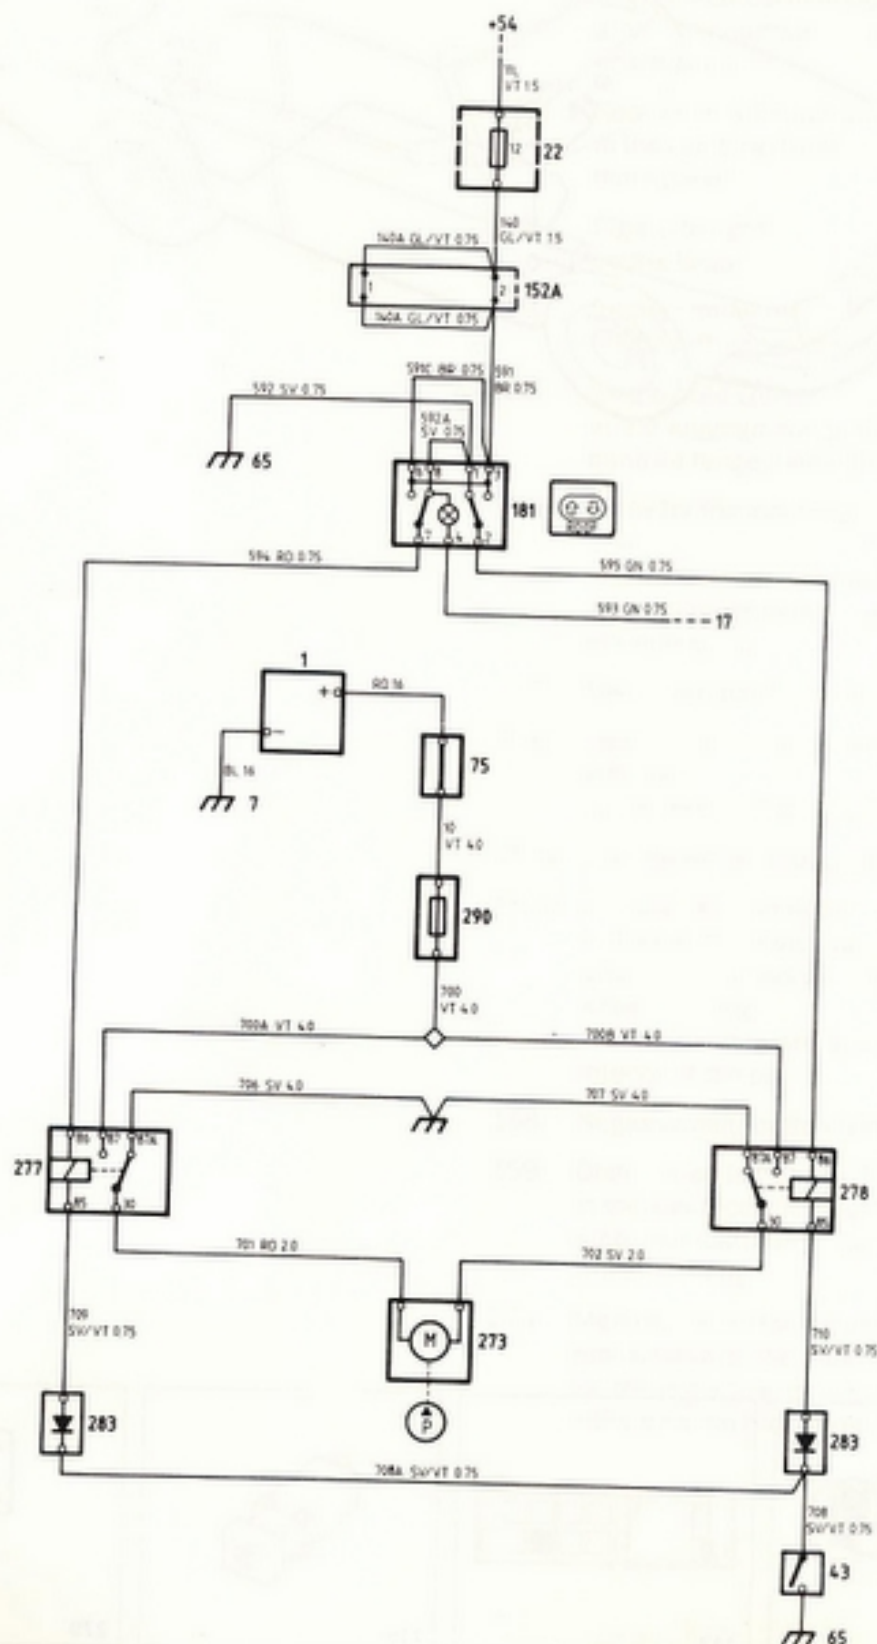 +54
VT 1.5
12
22
140
GL/VT 1.5
140A GL/VT 0.75
1
2
152A
140A GL/VT 0.75
591C BR 0.75
591
BR 0.75
592 SV 0.75
592A
SV 0.75
65
181
ROOF
594 RD 0.75
595 GN 0.75
593 GN 0.75
17
1
+
RD 16
-
BL 16
7
75
10
VT 4.0
290
700
VT 4.0
700A VT 4.0
700B VT 4.0
706 SV 4.0
707 SV 4.0
86
87
87A
277
85
30
87A
87
86
278
30
85
701 RD 2.0
702 SV 2.0
M
273
P
709
SV/VT 0.75
710
SV/VT 0.75
283
283
708A SV/VT 0.75
708
SV/VT 0.75
43
65